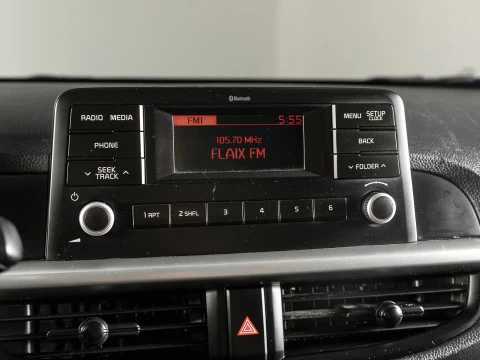 Bluetooth
RADIO MEDIA
FM1 5:55
MENU SETUP
CLOCK
105.70 MHz
PHONE
BACK
FLAIX FM
SEEK
TRACK
FOLDER
1 RPT 2 SHFL 3 4 5 6